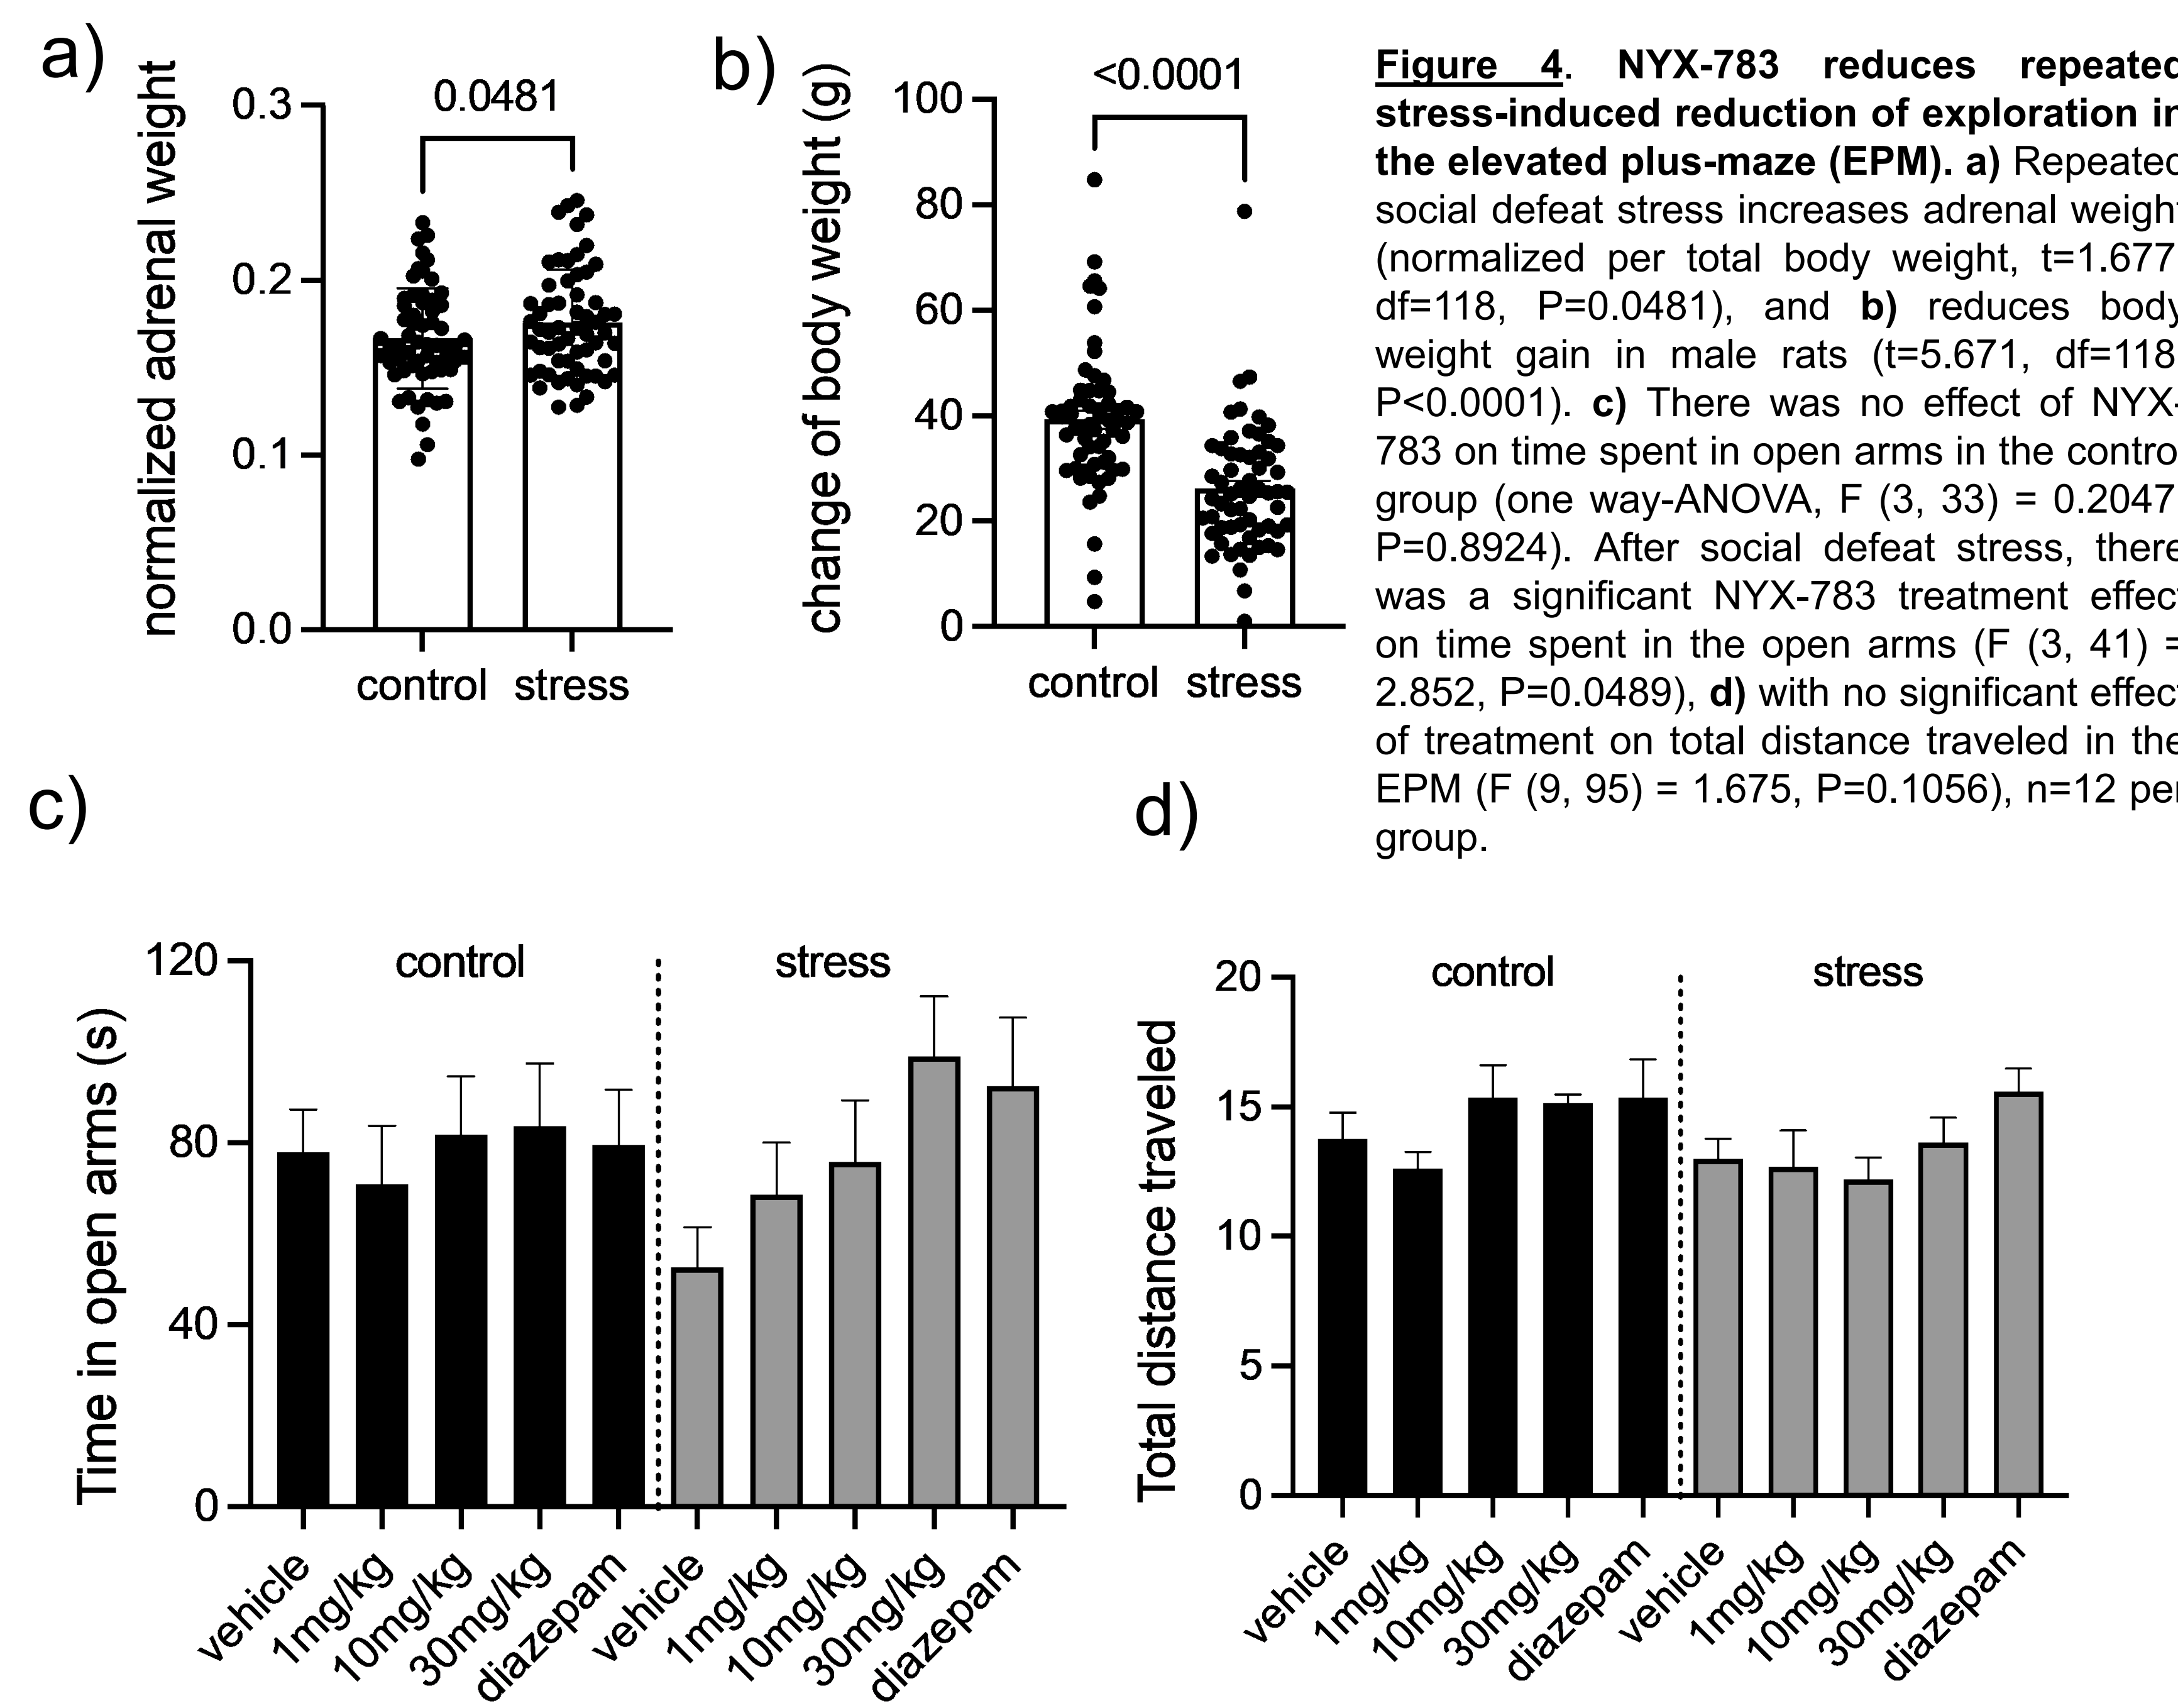 a)
normalized adrenal weight
0.3
0.2
0.1
0.0
0.0481
control stress
b)
change of body weight (g)
100
80
60
40
20
0
<0.0001
control stress
Figure 4. NYX-783 reduces repeated
stress-induced reduction of exploration in
the elevated plus-maze (EPM). a) Repeated
social defeat stress increases adrenal weight
(normalized per total body weight, t=1.677
df=118, P=0.0481), and b) reduces body
weight gain in male rats (t=5.671, df=118
P<0.0001). c) There was no effect of NYX-
783 on time spent in open arms in the control
group (one way-ANOVA, F (3, 33) = 0.2047
P=0.8924). After social defeat stress, there
was a significant NYX-783 treatment effect
on time spent in the open arms (F (3, 41) =
2.852, P=0.0489), d) with no significant effect
of treatment on total distance traveled in the
EPM (F (9, 95) = 1.675, P=0.1056), n=12 per
group.
c)
Time in open arms (s)
120
80
40
0
control
stress
vehicle
1mg/kg
10mg/kg
30mg/kg
diazepam
vehicle
1mg/kg
10mg/kg
30mg/kg
diazepam
d)
Total distance traveled
20
15
10
5
0
control
stress
vehicle
1mg/kg
10mg/kg
30mg/kg
diazepam
vehicle
1mg/kg
10mg/kg
30mg/kg
diazepam